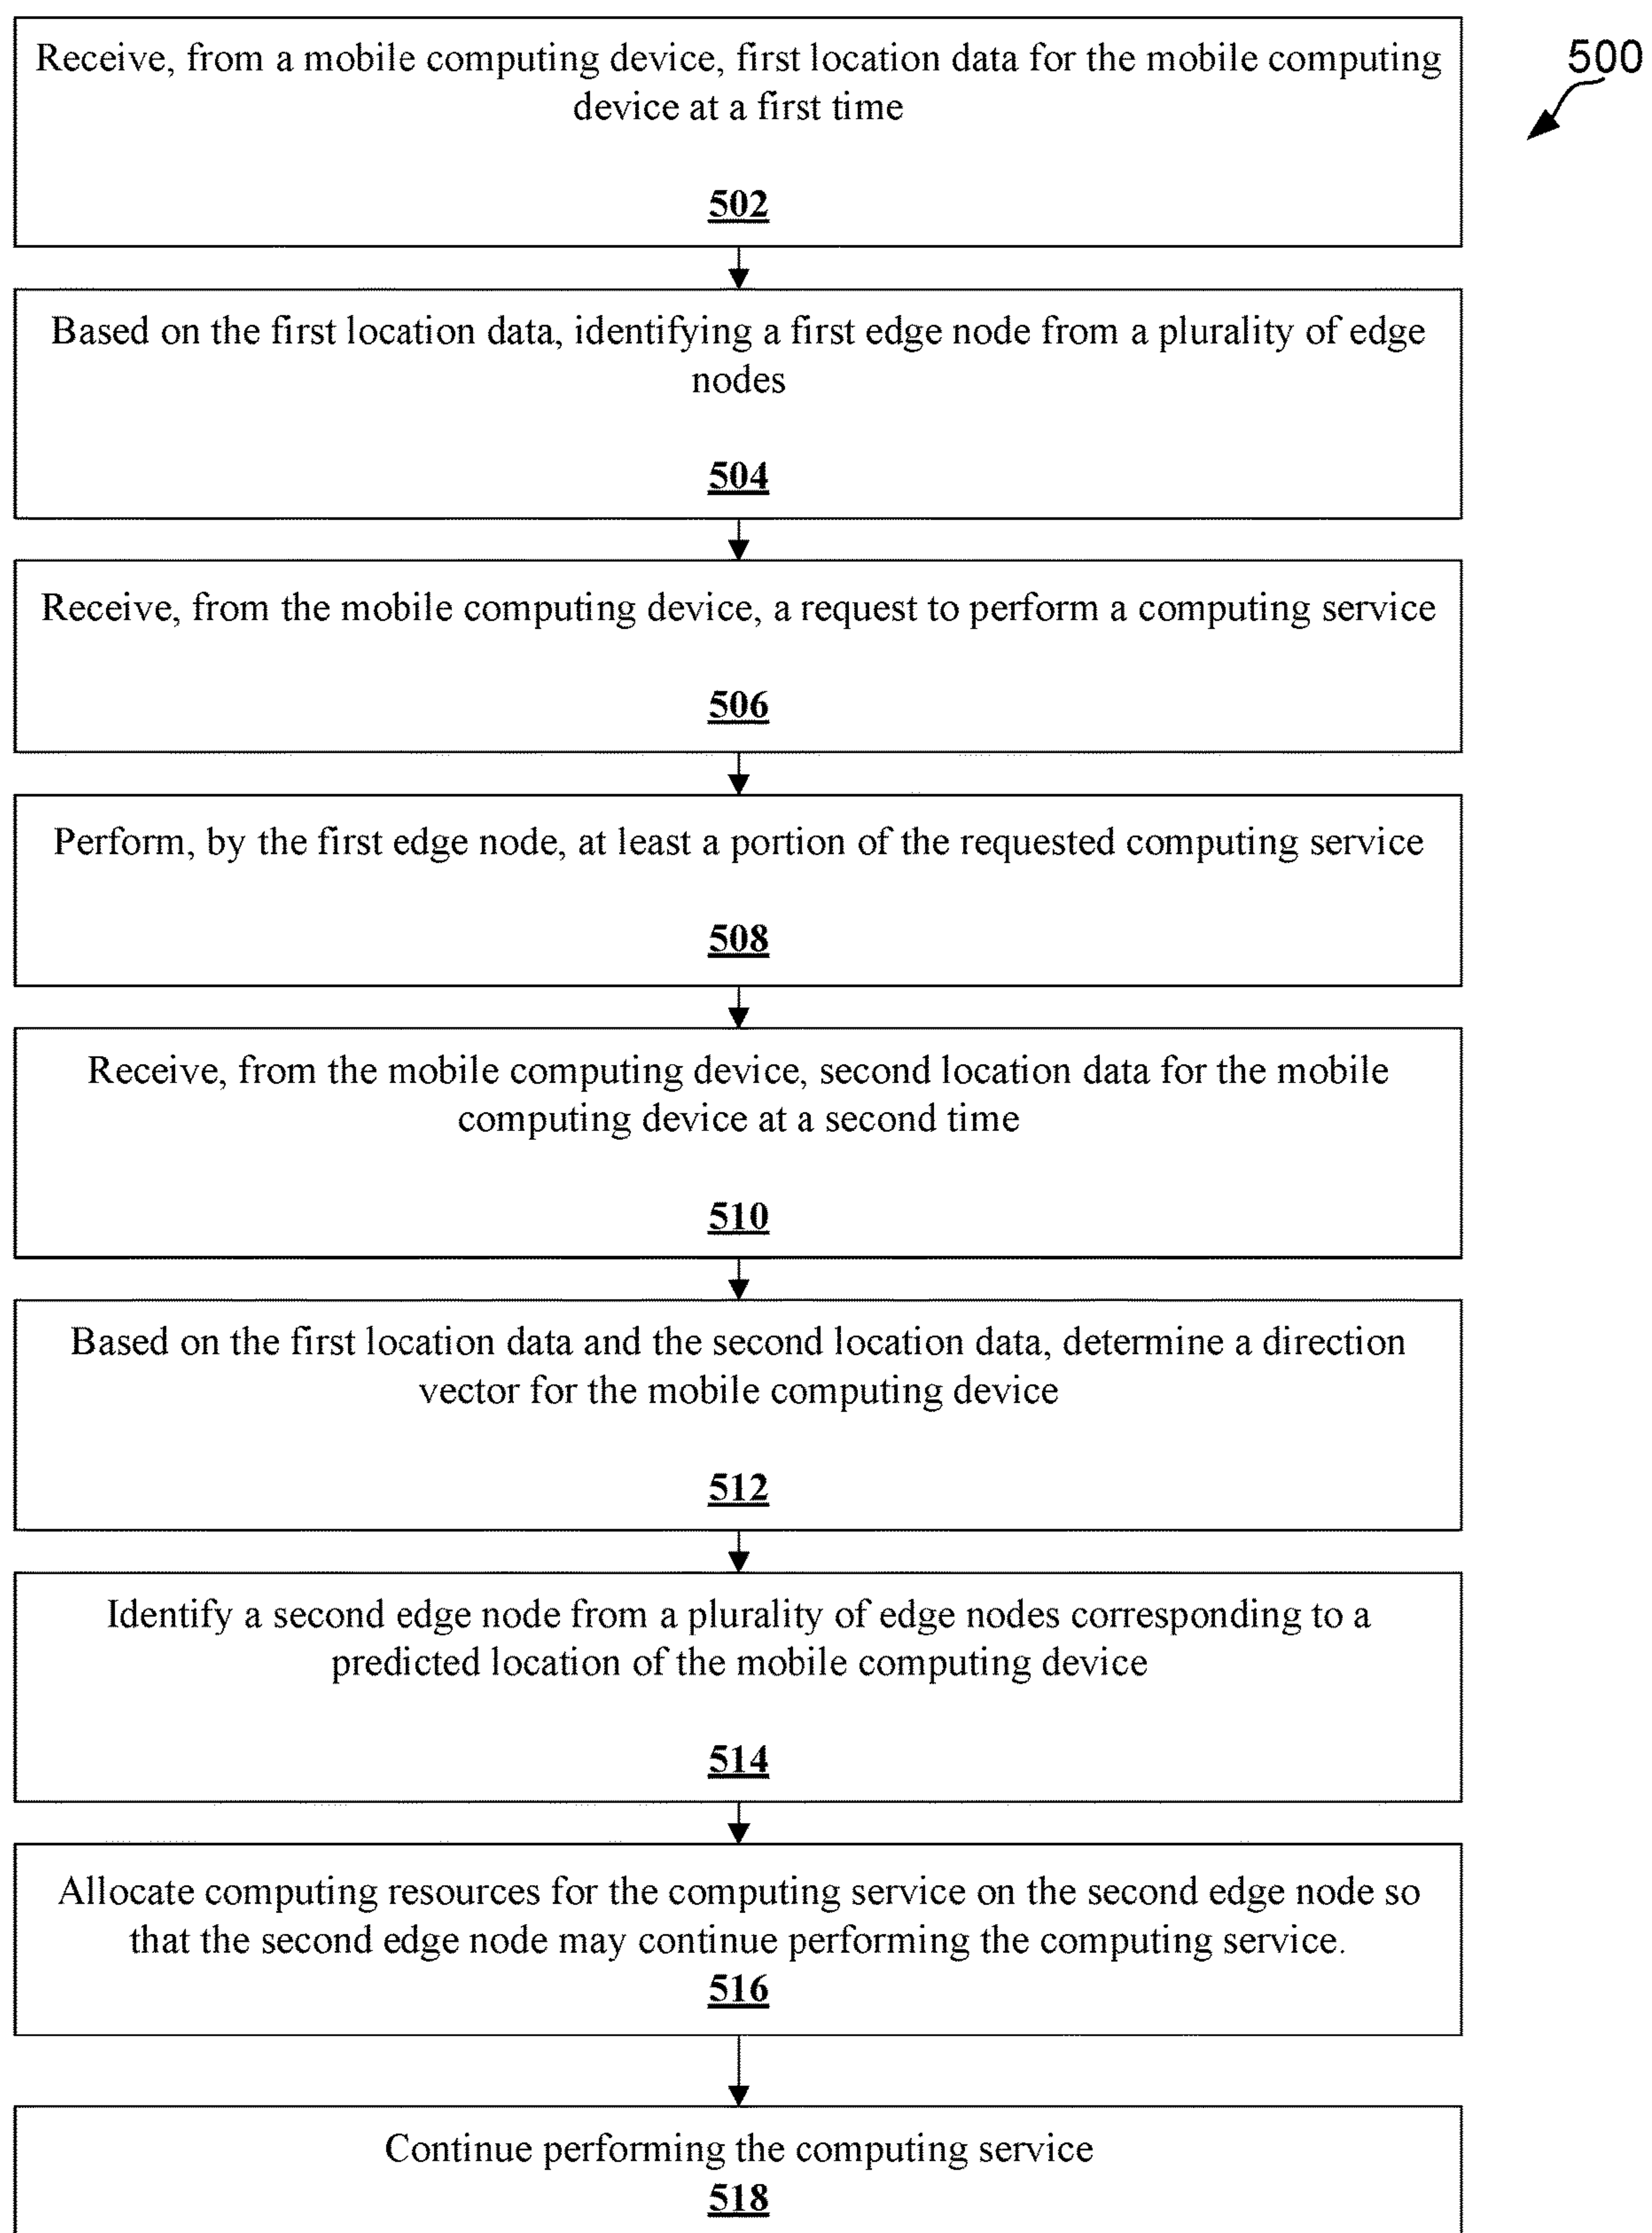 Receive, from a mobile computing device, first location data for the mobile computing
device at a first time
502
500
Based on the first location data, identifying a first edge node from a plurality of edge
nodes
504
Receive, from the mobile computing device, a request to perform a computing service
506
Perform, by the first edge node, at least a portion of the requested computing service
508
Receive, from the mobile computing device, second location data for the mobile
computing device at a second time
510
Based on the first location data and the second location data, determine a direction
vector for the mobile computing device
512
Identify a second edge node from a plurality of edge nodes corresponding to a
predicted location of the mobile computing device
514
Allocate computing resources for the computing service on the second edge node so
that the second edge node may continue performing the computing service.
516
Continue performing the computing service
518